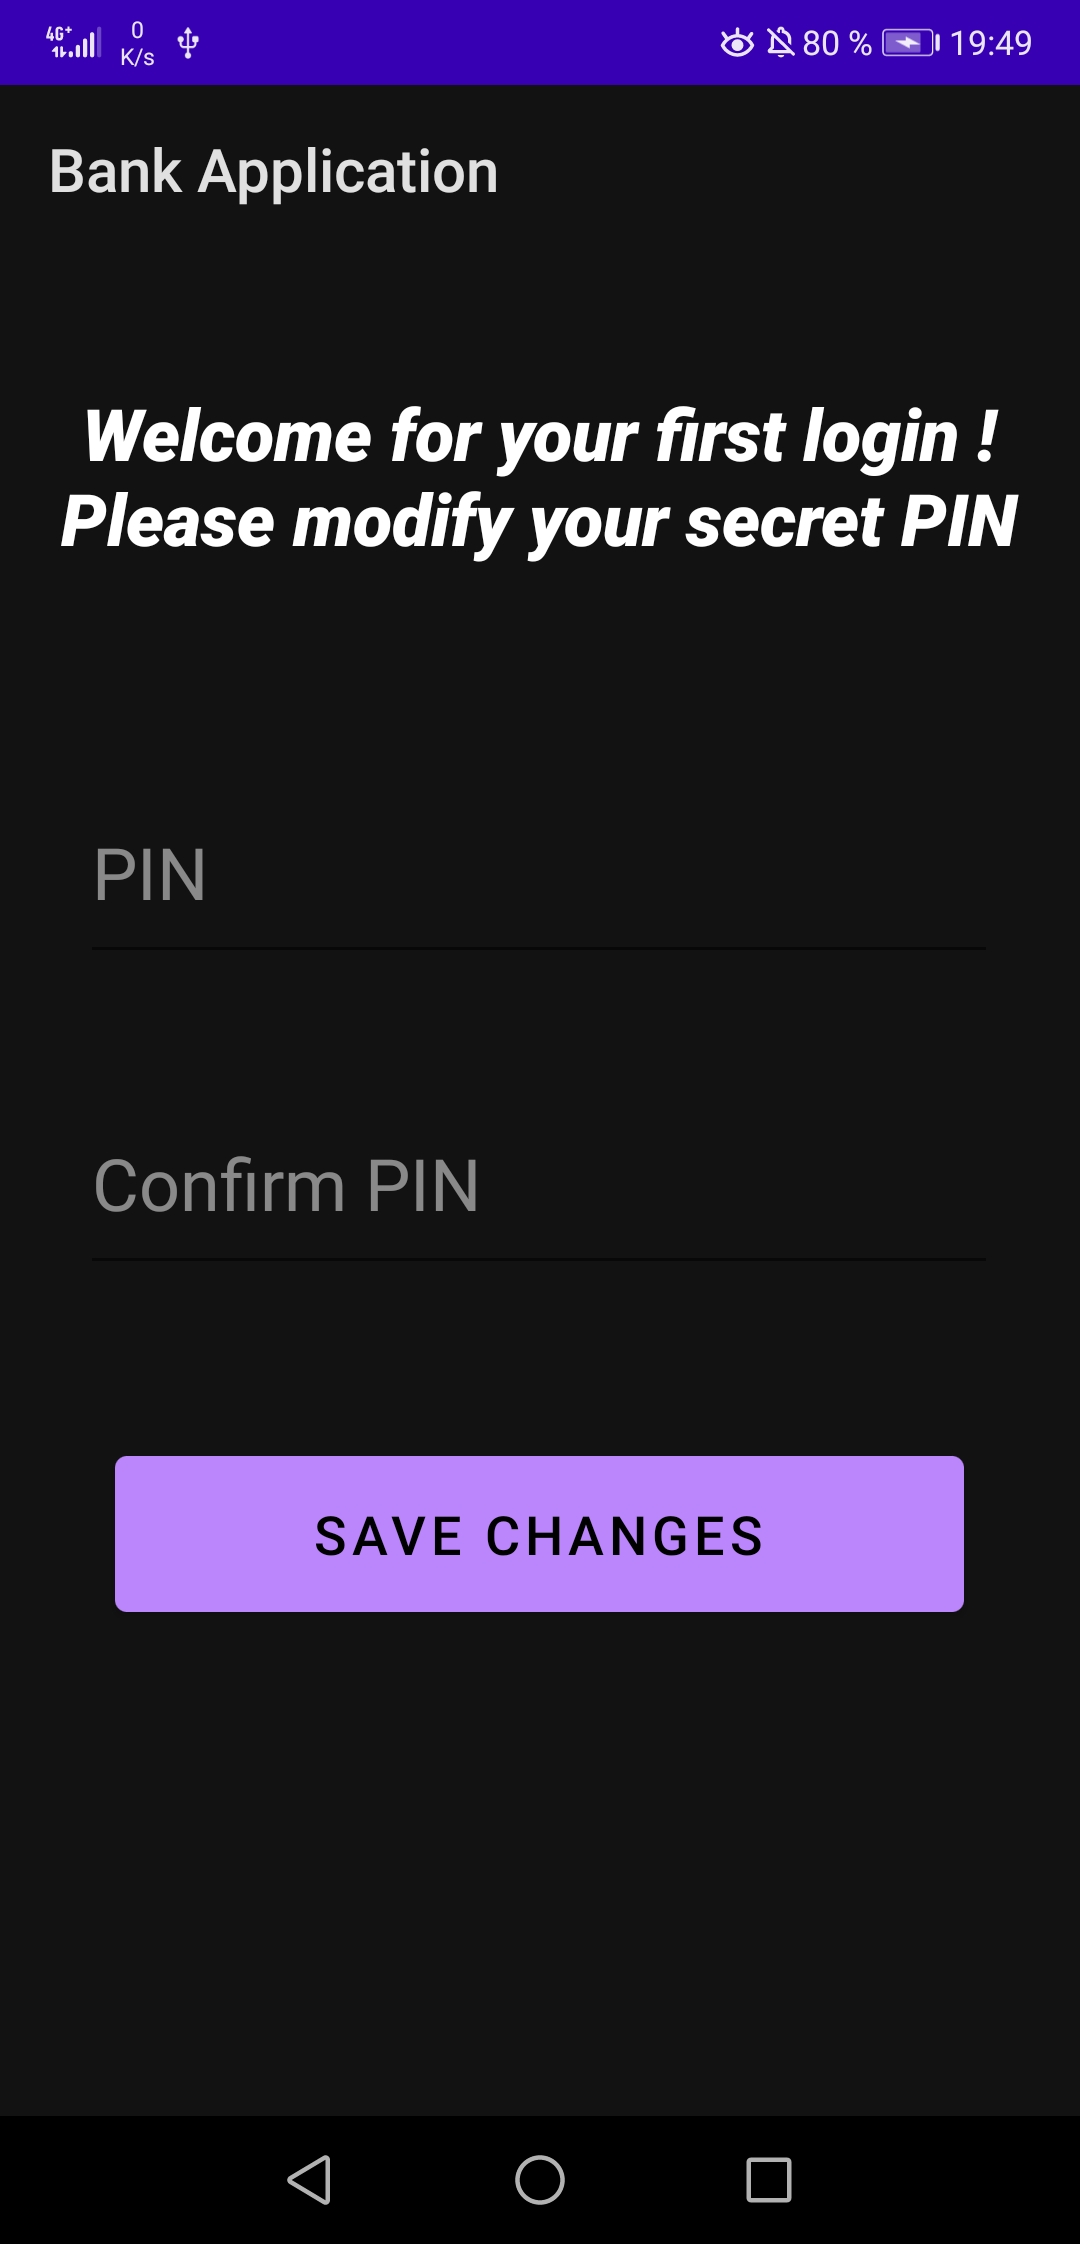 4G+ 0 K/s 80 % 19:49
Bank Application
Welcome for your first login !
Please modify your secret PIN
PIN
Confirm PIN
SAVE CHANGES